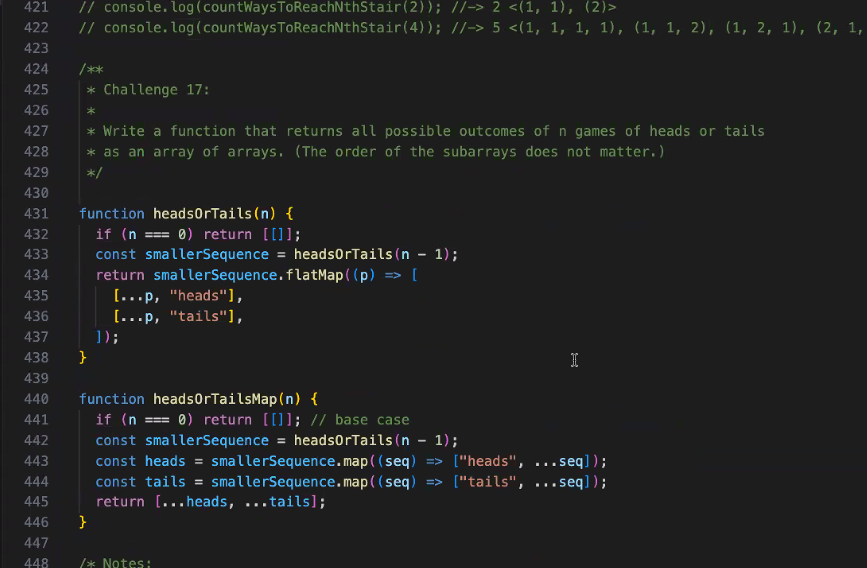 421 // console.log(countWaysToReachNthStair(2)); //-> 2 <(1, 1), (2)>
422 // console.log(countWaysToReachNthStair(4)); //-> 5 <(1, 1, 1, 1), (1, 1, 2), (1, 2, 1), (2, 1,
423
424 /**
425 * Challenge 17:
426 *
427 * Write a function that returns all possible outcomes of n games of heads or tails
428 * as an array of arrays. (The order of the subarrays does not matter.)
429 */
430
431 function headsOrTails(n) {
432 if (n === 0) return [[]];
433 const smallerSequence = headsOrTails(n - 1);
434 return smallerSequence.flatMap((p) => [
435 [...p, "heads"],
436 [...p, "tails"],
437 ]);
438 }
439
440 function headsOrTailsMap(n) {
441 if (n === 0) return [[]]; // base case
442 const smallerSequence = headsOrTails(n - 1);
443 const heads = smallerSequence.map((seq) => ["heads", ...seq]);
444 const tails = smallerSequence.map((seq) => ["tails", ...seq]);
445 return [...heads, ...tails];
446 }
447
448 /* Notes: